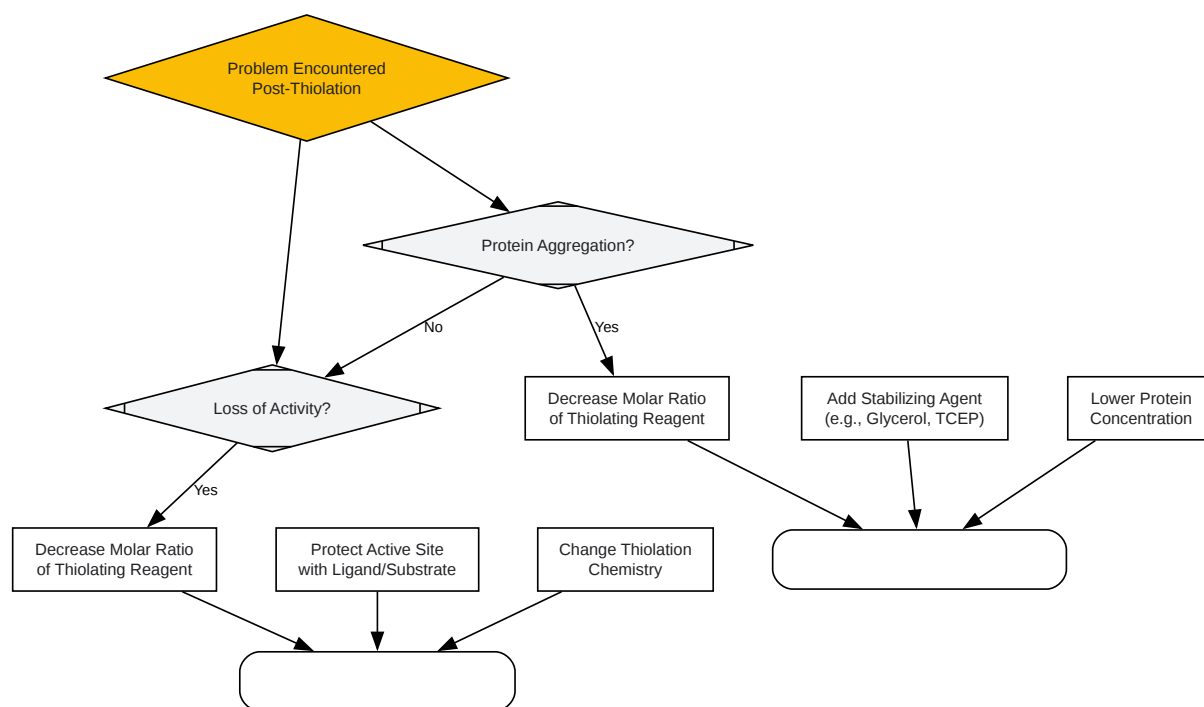 Problem Encountered
Post-Thiolation
Protein Aggregation?
No
Yes
Loss of Activity?
Decrease Molar Ratio
of Thiolating Reagent
Add Stabilizing Agent
(e.g., Glycerol, TCEP)
Lower Protein
Concentration
Yes
Decrease Molar Ratio
of Thiolating Reagent
Protect Active Site
with Ligand/Substrate
Change Thiolation
Chemistry